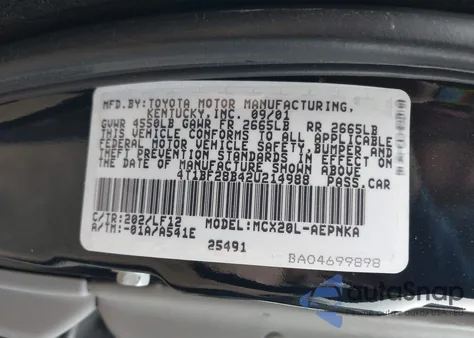 MFD.BY:TOYOTA MOTOR MANUFACTURING,
KENTUCKY,INC. 09/01
GVWR 4550LB GAWR FR 2665LB RR 2665LB
THIS VEHICLE CONFORMS TO ALL APPLICABLE
FEDERAL MOTOR VEHICLE SAFETY,
BUMPER, AND THEFT PREVENTION
STANDARDS IN EFFECT ON
THE DATE OF MANUFACTURE SHOWN ABOVE.
4T1BF28B42U214988 PASS.CAR
C/TR:202/LF12 MODEL:MCX20L-AEPNKA
A/TM:-01A/A541E
25491
BA04699898
autoSnap